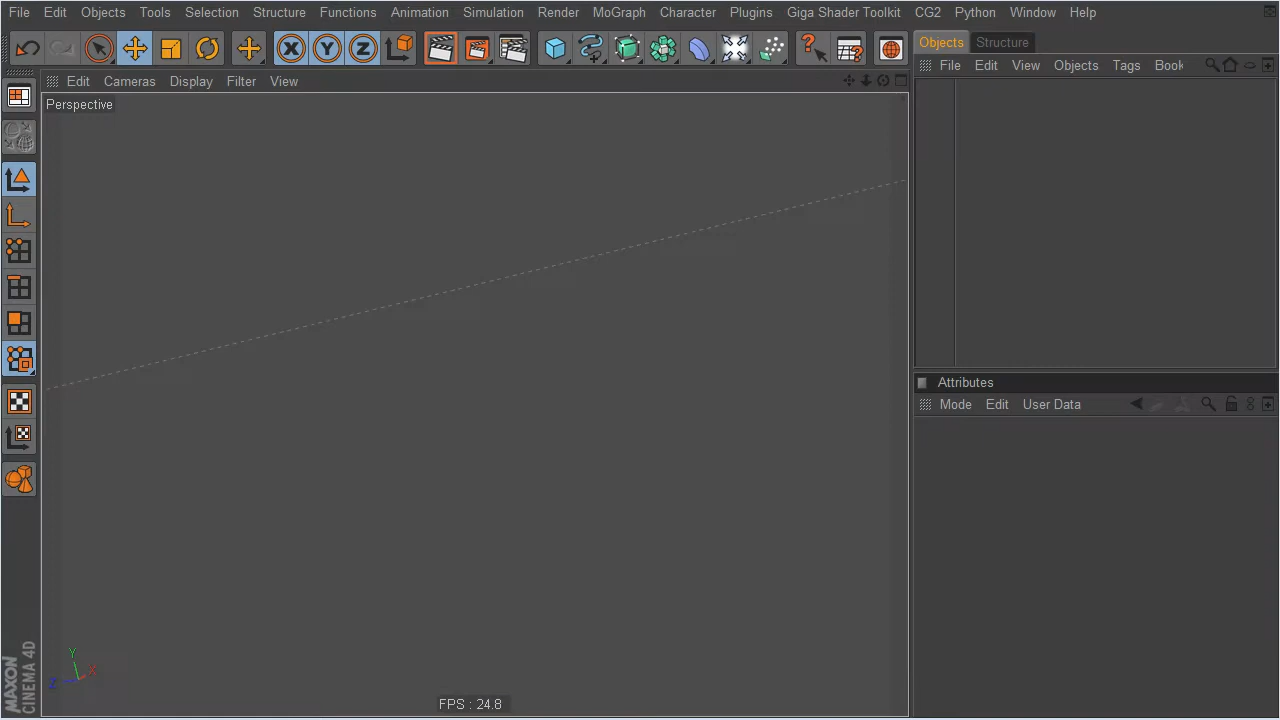 File Edit Objects Tools Selection Structure Functions Animation Simulation Render MoGraph Character Plugins Giga Shader Toolkit CG2 Python Window Help
X Y Z
Objects Structure
File Edit View Objects Tags Book
Edit Cameras Display Filter View
Perspective
Attributes
Mode Edit User Data
Y
X
Z
FPS : 24.8
MAXON
CINEMA 4D